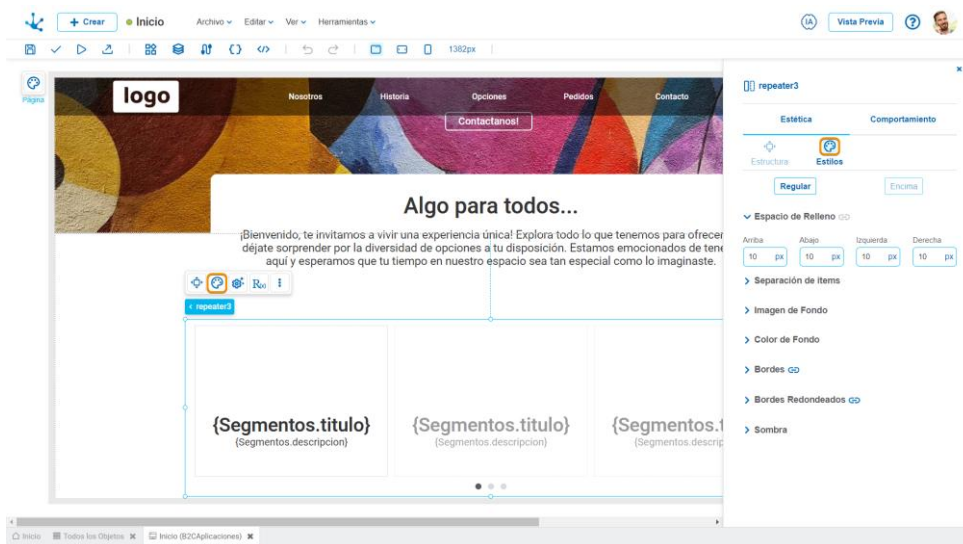 + Crear
Inicio
Archivo
Editar
Ver
Herramientas
IA
Vista Previa
?
1382px
Página
logo
Nosotros
Historia
Opciones
Pedidos
Contacto
Contactanos!
Algo para todos...
¡Bienvenido, te invitamos a vivir una experiencia única! Explora todo lo que tenemos para ofrecer
déjate sorprender por la diversidad de opciones a tu disposición. Estamos emocionados de tene
aquí y esperamos que tu tiempo en nuestro espacio sea tan especial como lo imaginaste.
repeater3
{Segmentos.titulo}
{Segmentos.descripcion}
{Segmentos.titulo}
{Segmentos.descripcion}
{Segmentos.t
{Segmentos.descrip
repeater3
Estética
Comportamiento
Estructura
Estilos
Regular
Encima
Espacio de Relleno
Arriba
Abajo
Izquierda
Derecha
10 px
10 px
10 px
10 px
Separación de items
Imagen de Fondo
Color de Fondo
Bordes
Bordes Redondeados
Sombra
Inicio
Todos los Objetos
Inicio (B2CAplicaciones)